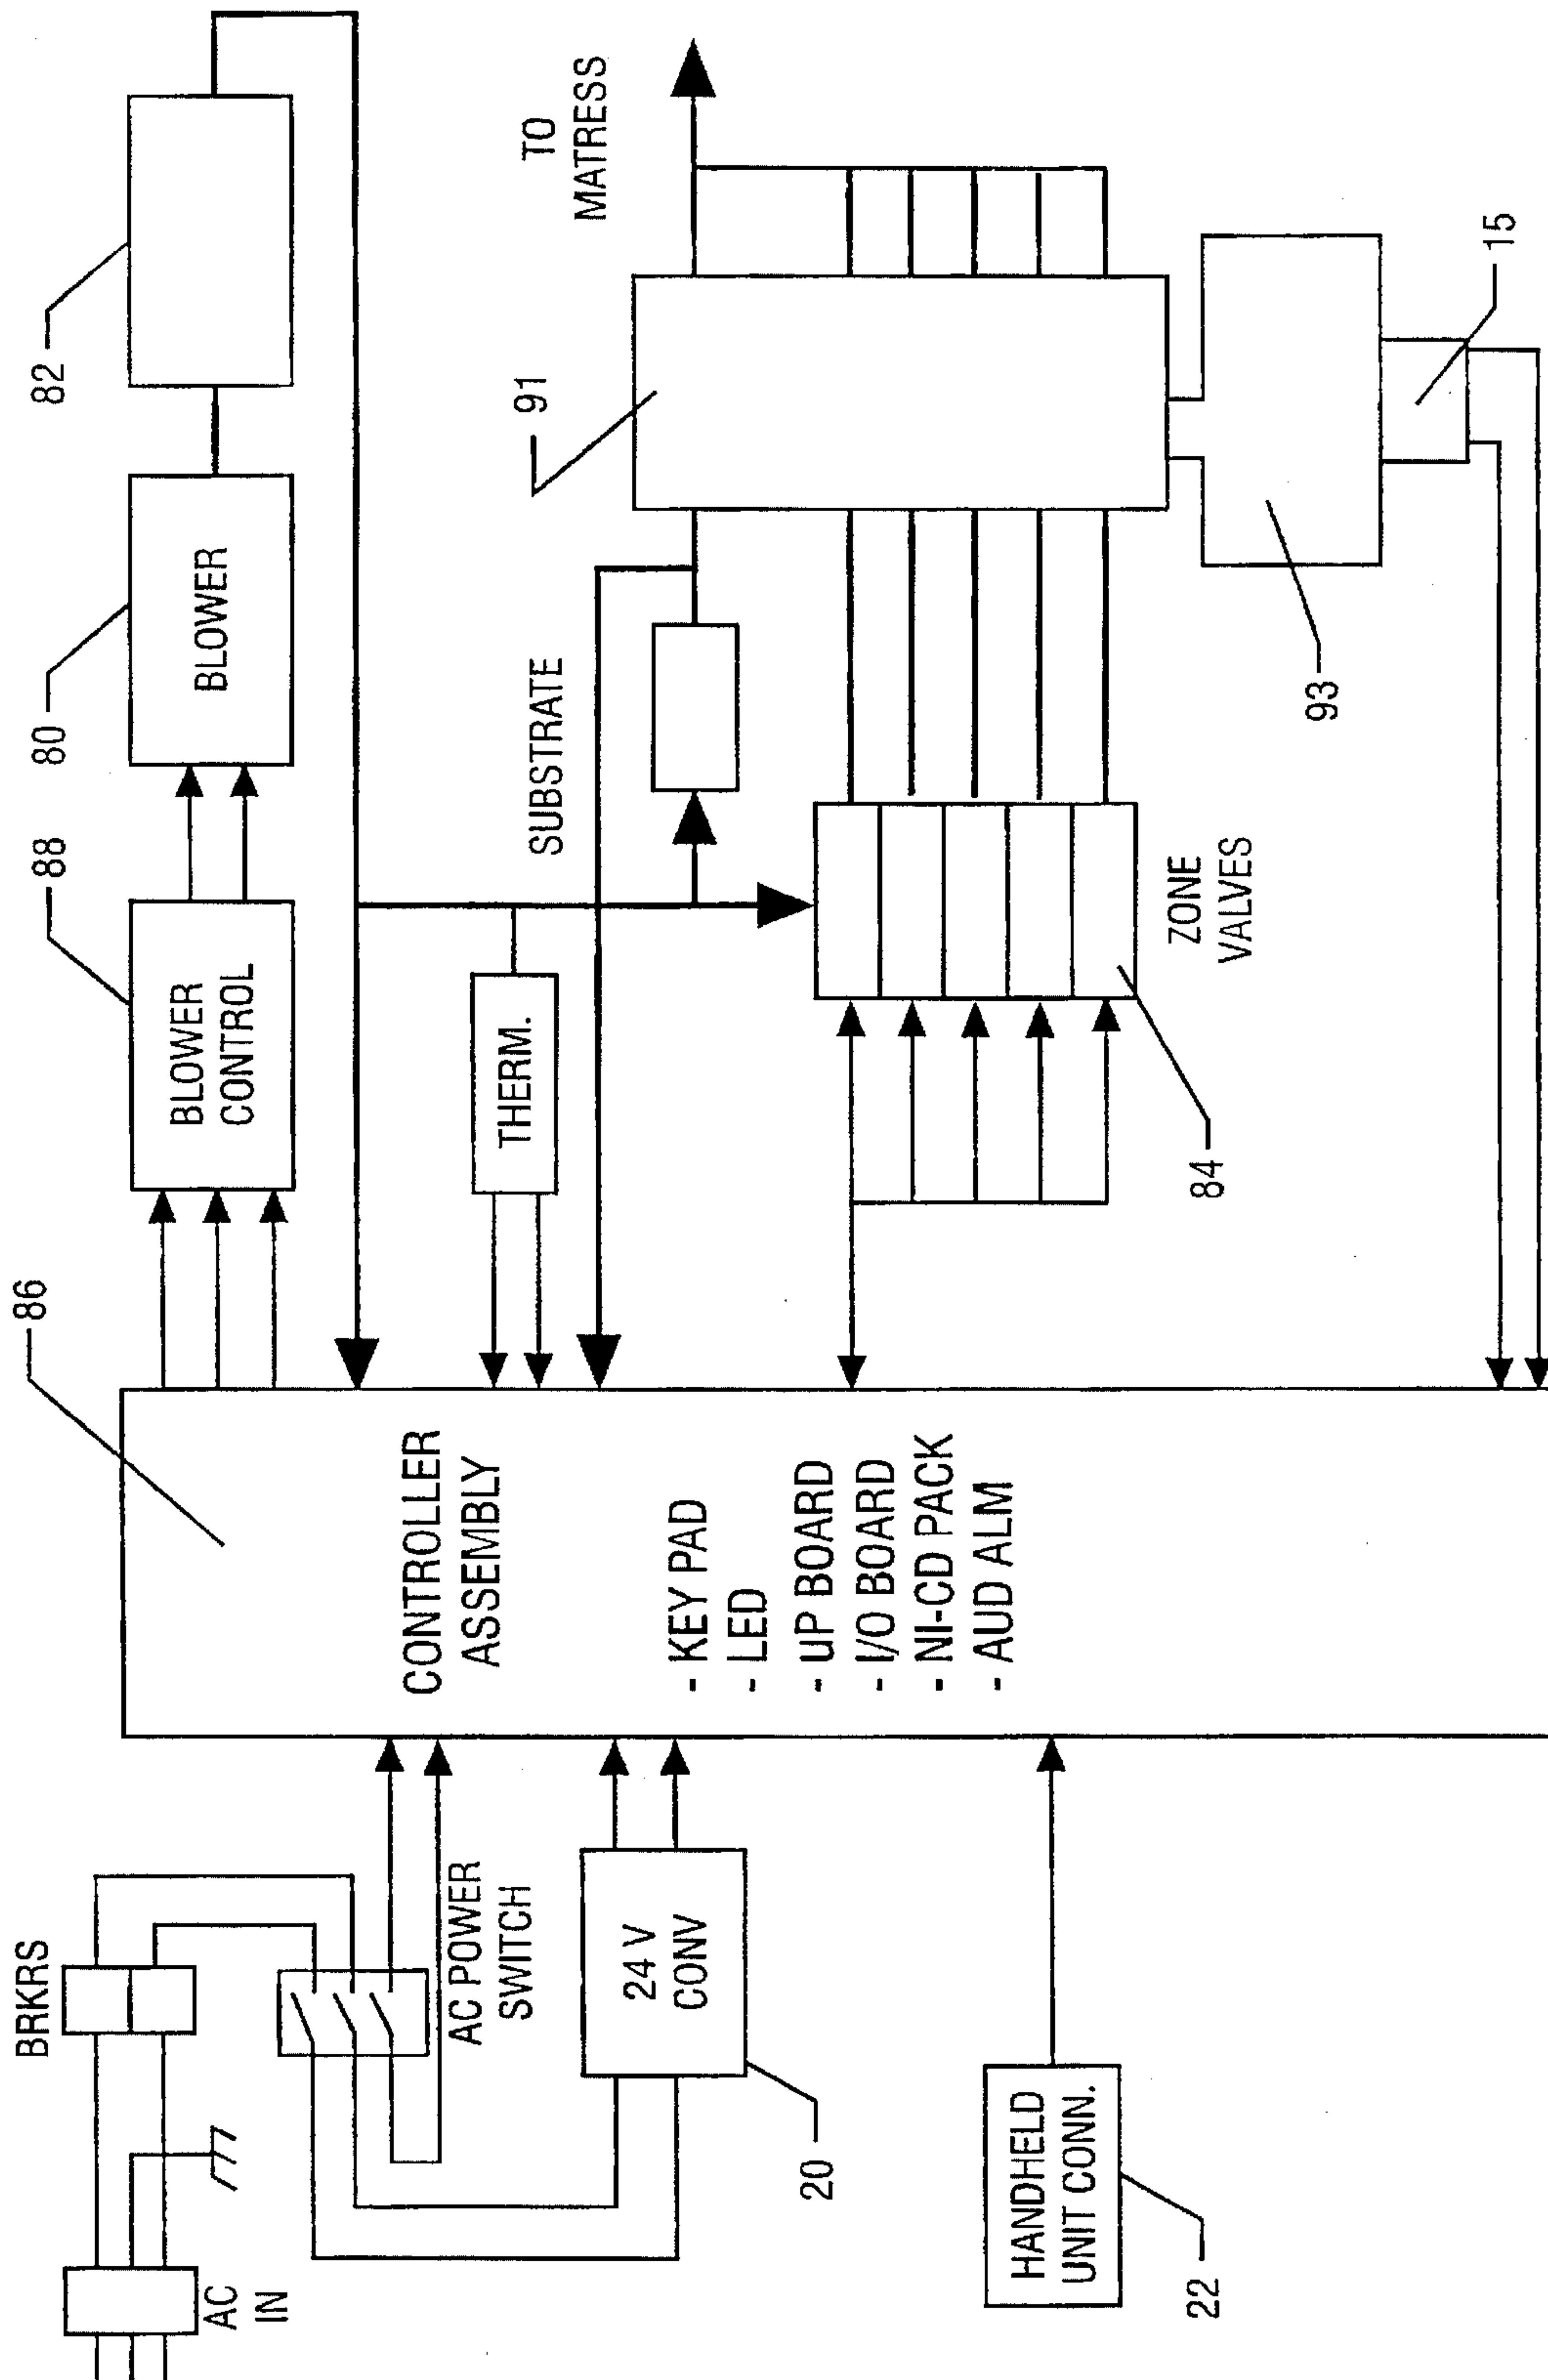 AC
IN
BRKRS
AC POWER
SWITCH
24 V
CONV
20
HANDHELD
UNIT CONN.
22
86
CONTROLLER
ASSEMBLY
- KEY PAD
- LED
- uP BOARD
- I/O BOARD
- NI-CD PACK
- AUD ALM
88
BLOWER
CONTROL
80
BLOWER
82
THERM.
SUBSTRATE
91
TO
MATRESS
ZONE
VALVES
84
93
15